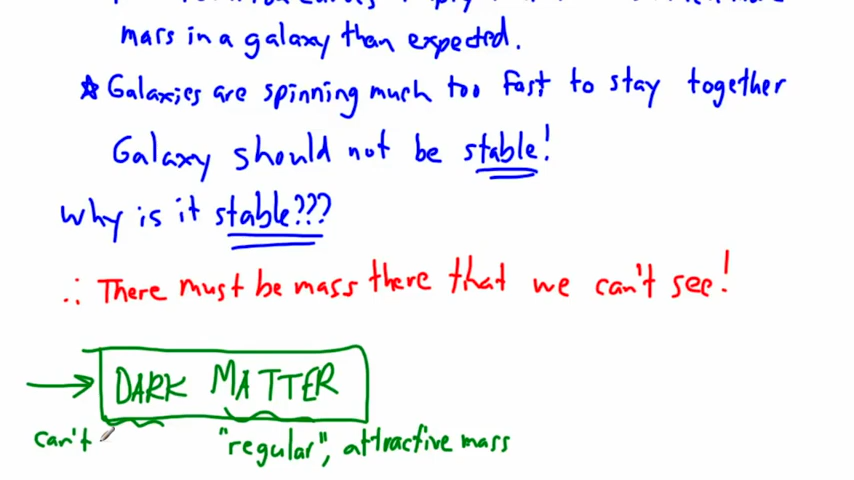 mass in a galaxy than expected.
* Galaxies are spinning much too fast to stay together
Galaxy should not be stable!
Why is it stable???
∴ There must be mass there that we can't see!
→ DARK MATTER
can't "regular", attractive mass